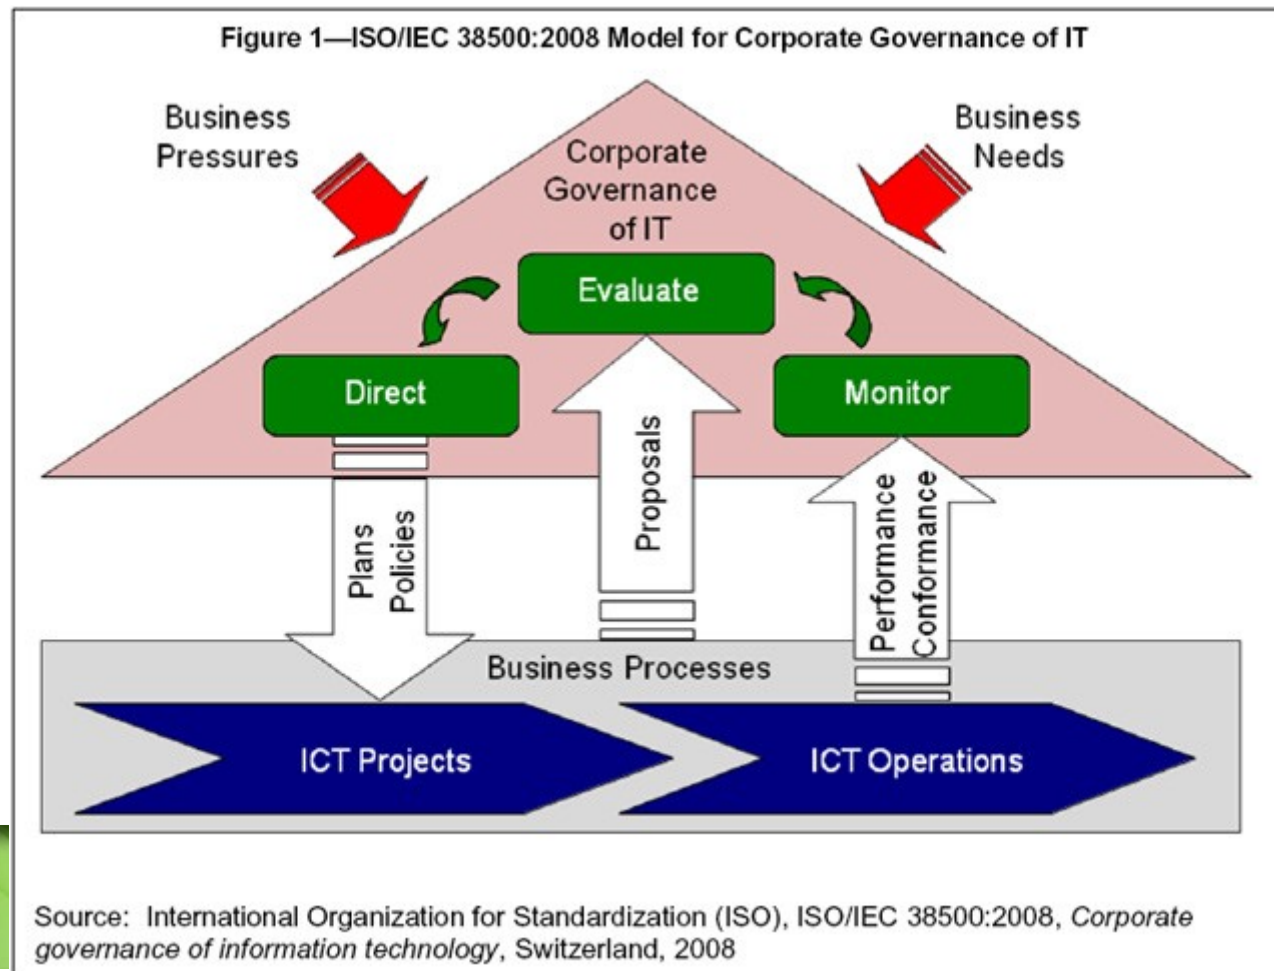 Figure 1—ISO/IEC 38500:2008 Model for Corporate Governance of IT
Business
Pressures
Business
Needs
Corporate
Governance
of IT
Evaluate
Direct
Monitor
Plans
Policies
Proposals
Performance
Conformance
Business Processes
ICT Projects
ICT Operations
Source: International Organization for Standardization (ISO), ISO/IEC 38500:2008, Corporate
governance of information technology, Switzerland, 2008